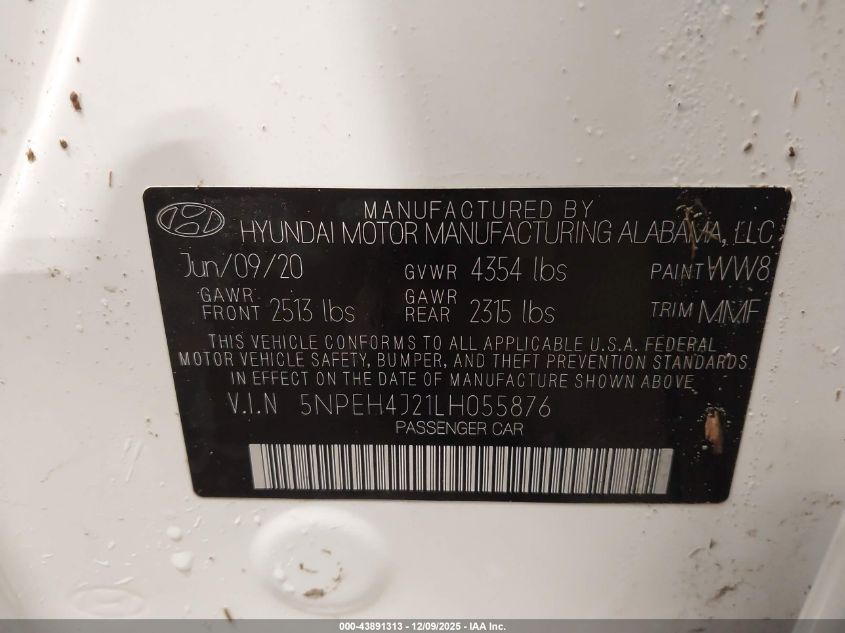 MANUFACTURED BY
HYUNDAI MOTOR MANUFACTURING ALABAMA, LLC
Jun/09/20 GVWR 4354 lbs PAINT WW8
GAWR FRONT 2513 lbs GAWR REAR 2315 lbs TRIM MMF
THIS VEHICLE CONFORMS TO ALL APPLICABLE U.S.A. FEDERAL
MOTOR VEHICLE SAFETY, BUMPER, AND THEFT PREVENTION STANDARDS
IN EFFECT ON THE DATE OF MANUFACTURE SHOWN ABOVE
V.I.N 5NPEH4J21LH055876
PASSENGER CAR
000-43891313 - 12/09/2025 - IAA Inc.